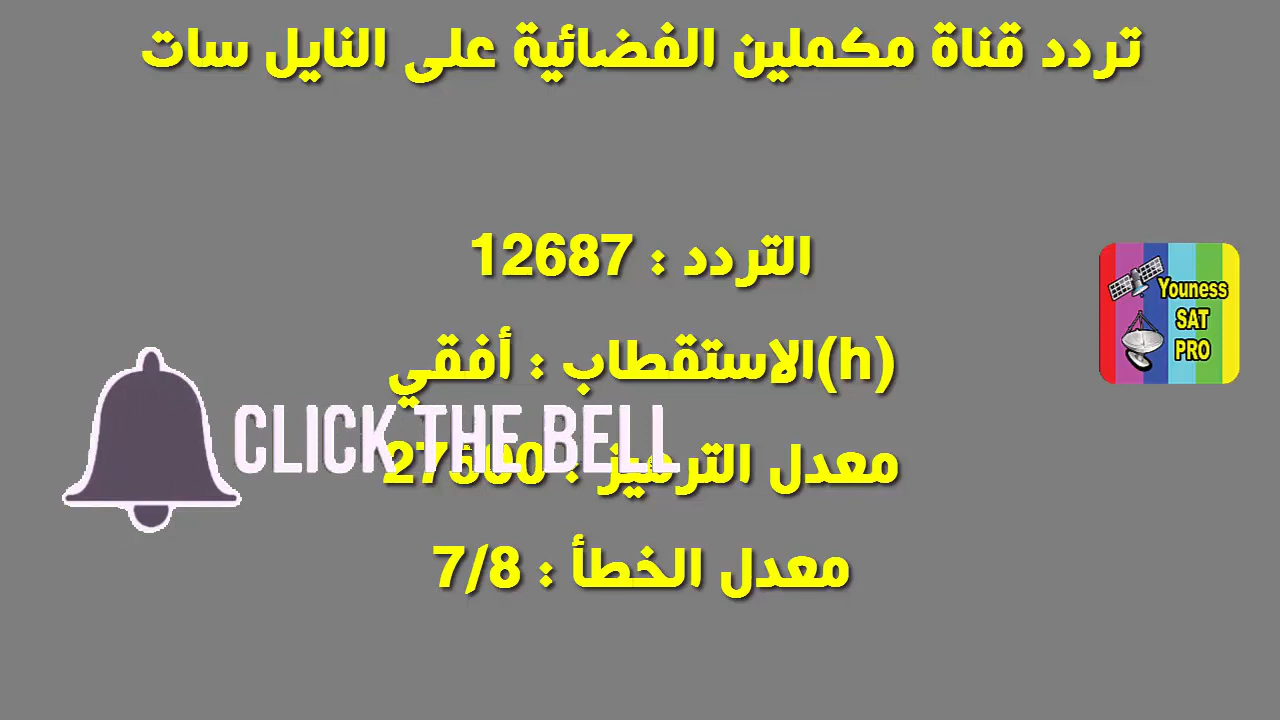 تردد قناة مكملين الفضائية على النايل سات
التردد : 12687
الاستقطاب : أفقي(h)
معدل الترميز : 27500
معدل الخطأ : 7/8
CLICK THE BELL
Youness
SAT
PRO